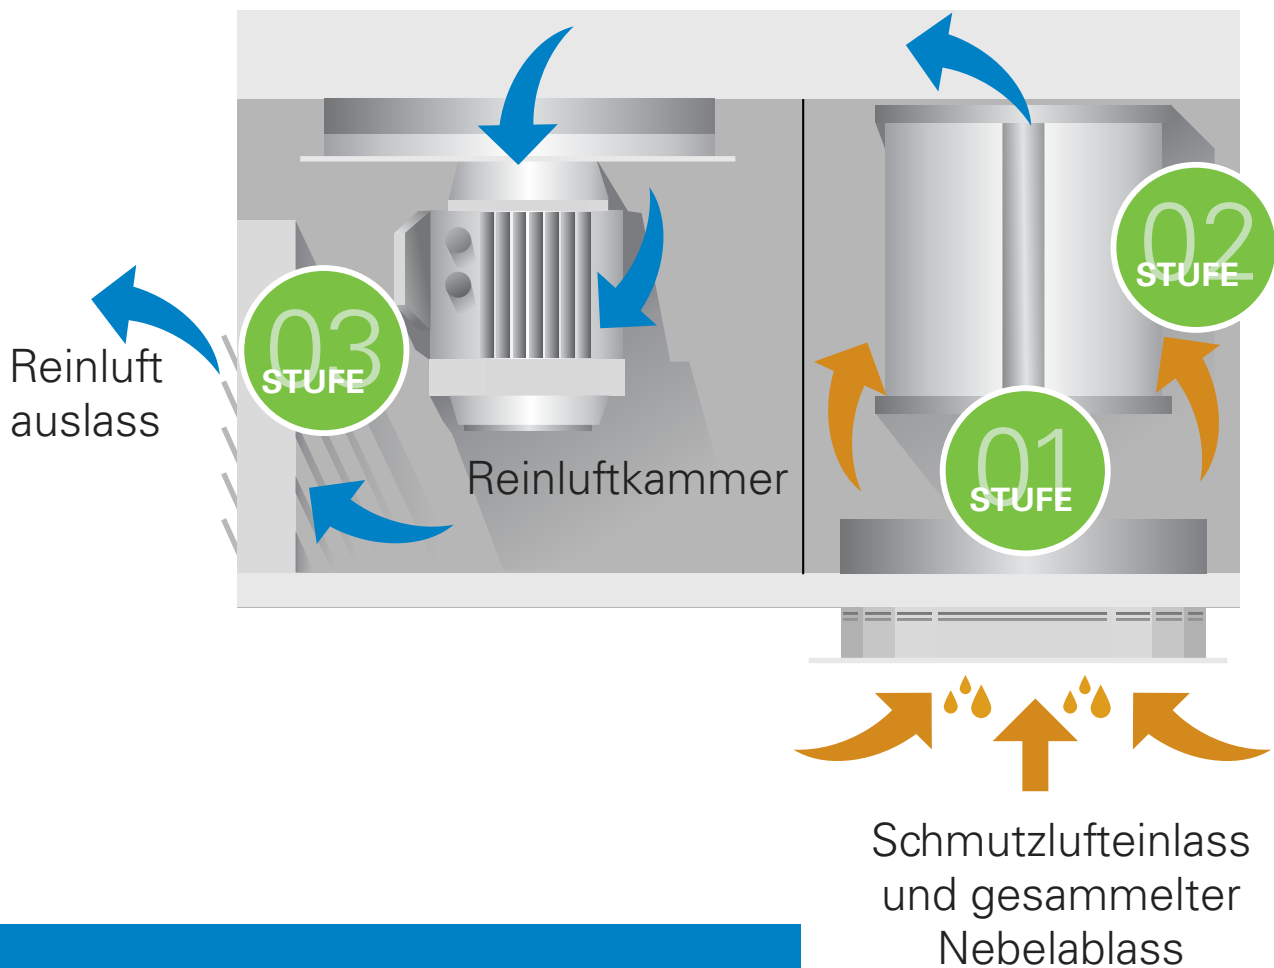 02
STUFE
03
STUFE
Reinluft
auslass
01
STUFE
Reinluftkammer
Schmutzlufteinlass
und gesammelter
Nebelablass